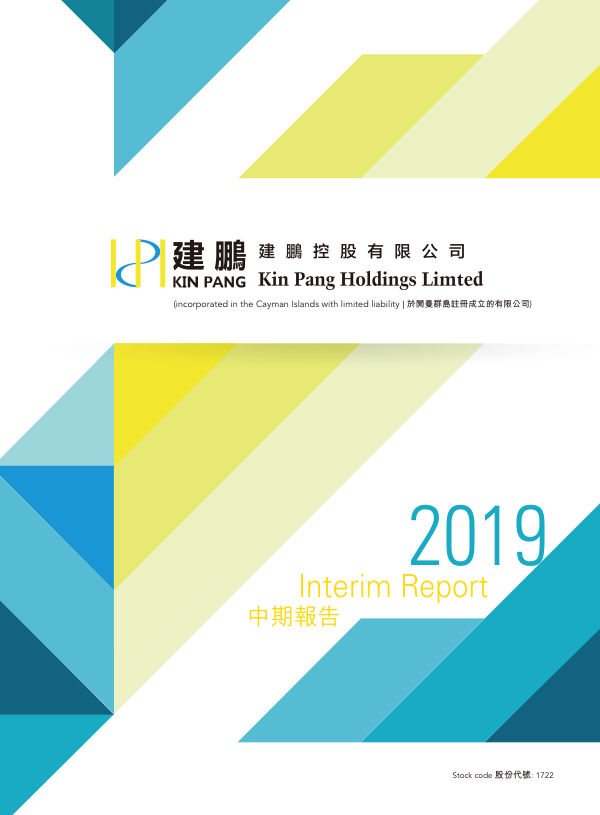 建鵬
KIN PANG
建鵬控股有限公司
Kin Pang Holdings Limted
(incorporated in the Cayman Islands with limited liability | 於開曼群島註冊成立的有限公司)
2019
Interim Report
中期報告
Stock code 股份代號: 1722